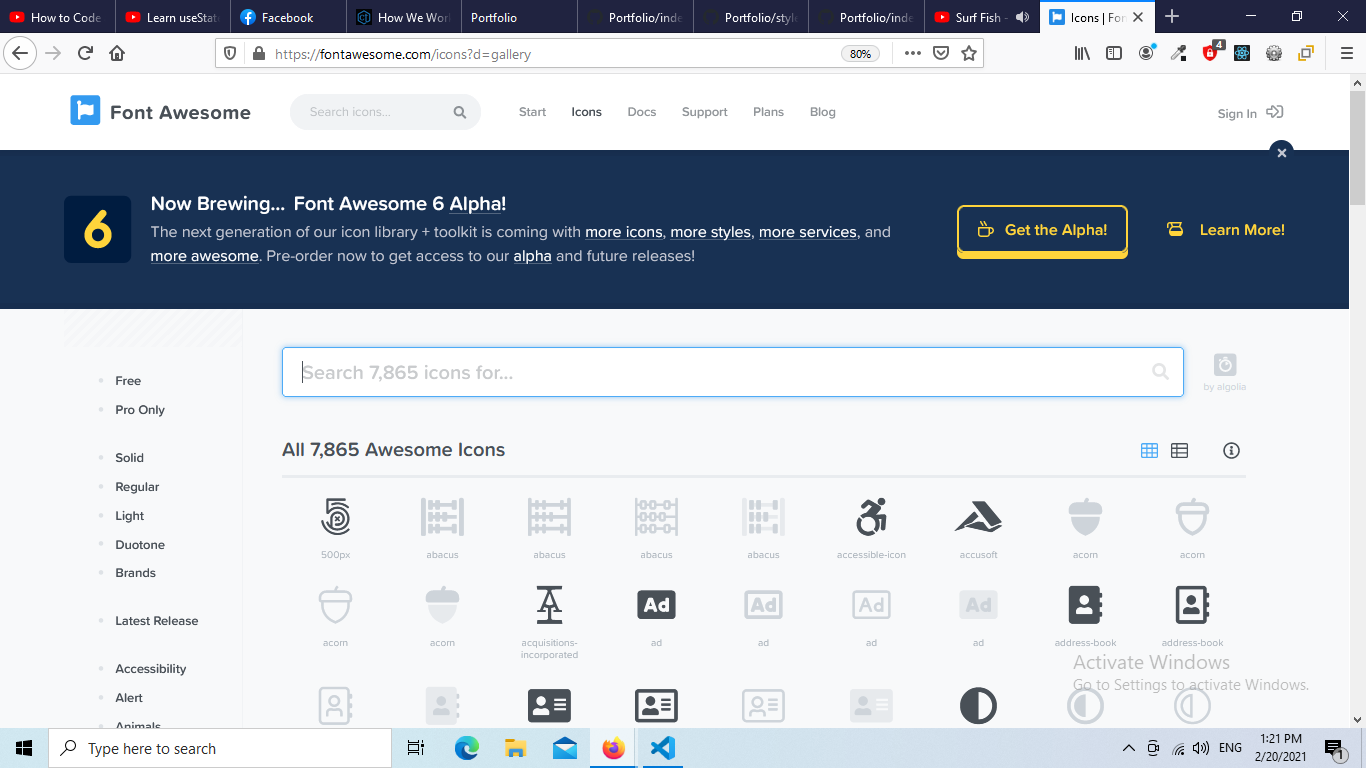 How to Code
Learn useStat
Facebook
How We Wor
Portfolio
Portfolio/inde
Portfolio/style
Portfolio/inde
Surf Fish -
Icons | Fon
https://fontawesome.com/icons?d=gallery
80%
4
Font Awesome
Search icons...
Start
Icons
Docs
Support
Plans
Blog
Sign In
6
Now Brewing... Font Awesome 6 Alpha!
The next generation of our icon library + toolkit is coming with more icons, more styles, more services, and
more awesome. Pre-order now to get access to our alpha and future releases!
Get the Alpha!
Learn More!
Search 7,865 icons for...
by algolia
Free
Pro Only
Solid
Regular
Light
Duotone
Brands
Latest Release
Accessibility
Alert
Animals
All 7,865 Awesome Icons
500px
abacus
abacus
abacus
abacus
accessible-icon
accusoft
acorn
acorn
Ad
Ad
Ad
Ad
acorn
acorn
acquisitions-
incorporated
ad
ad
ad
ad
address-book
address-book
Activate Windows
Go to Settings to activate Windows.
Type here to search
ENG
1:21 PM
2/20/2021
1